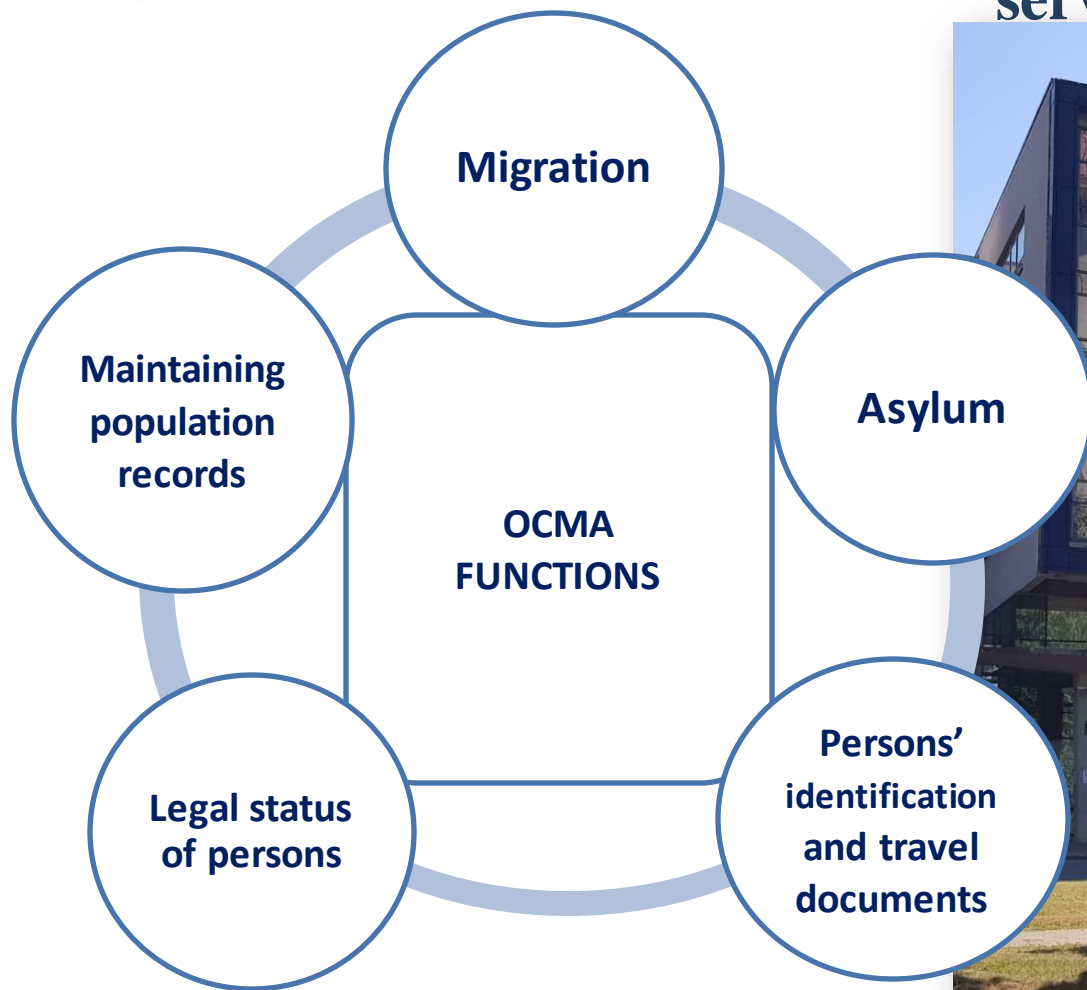 Migration
Asylum
Persons’
identification
and travel
documents
Legal status
of persons
Maintaining
population
records
OCMA
FUNCTIONS